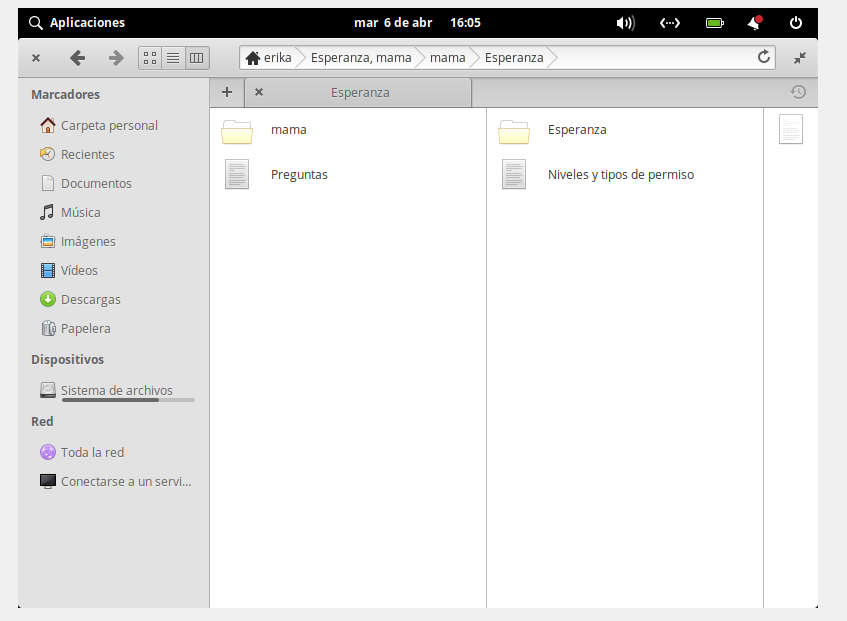 Aplicaciones
mar 6 de abr 16:05
erika Esperanza, mama mama Esperanza
Marcadores
Carpeta personal
Recientes
Documentos
Música
Imágenes
Vídeos
Descargas
Papelera
Dispositivos
Sistema de archivos
Red
Toda la red
Conectarse a un servi...
Esperanza
mama
Preguntas
Esperanza
Niveles y tipos de permiso